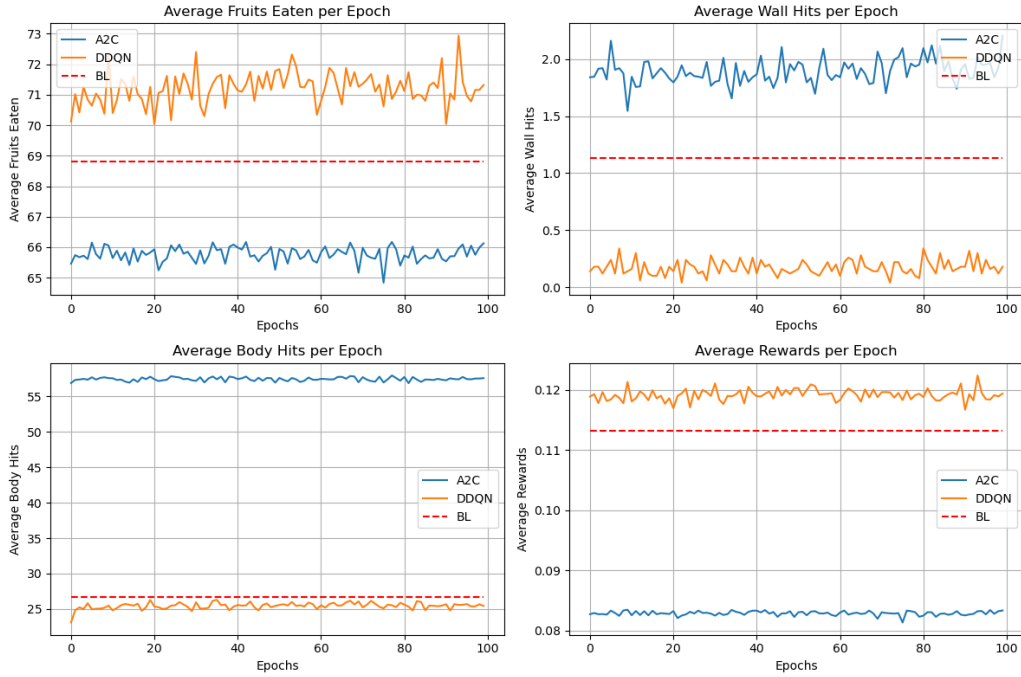 Average Fruits Eaten per Epoch
Average Fruits Eaten
73
72
71
70
69
68
67
66
65
A2C
DDQN
BL
0 20 40 60 80 100
Epochs
Average Wall Hits per Epoch
Average Wall Hits
2.0
1.5
1.0
0.5
0.0
A2C
DDQN
BL
0 20 40 60 80 100
Epochs
Average Body Hits per Epoch
Average Body Hits
55
50
45
40
35
30
25
A2C
DDQN
BL
0 20 40 60 80 100
Epochs
Average Rewards per Epoch
Average Rewards
0.12
0.11
0.10
0.09
0.08
A2C
DDQN
BL
0 20 40 60 80 100
Epochs